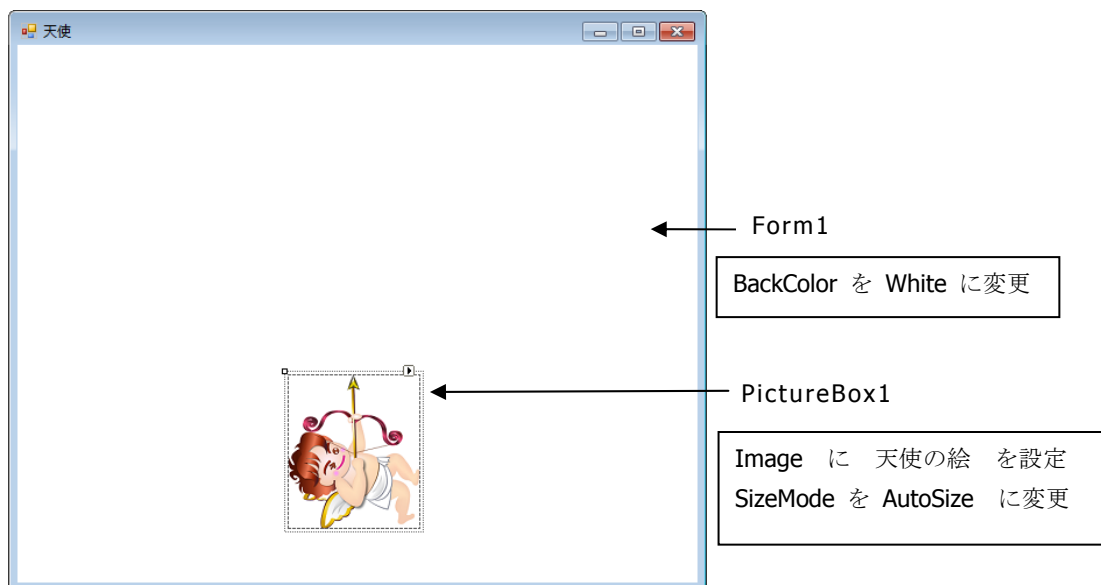 天使
Form1
BackColor を White に変更
PictureBox1
Image に 天使の絵 を設定
SizeMode を AutoSize に変更